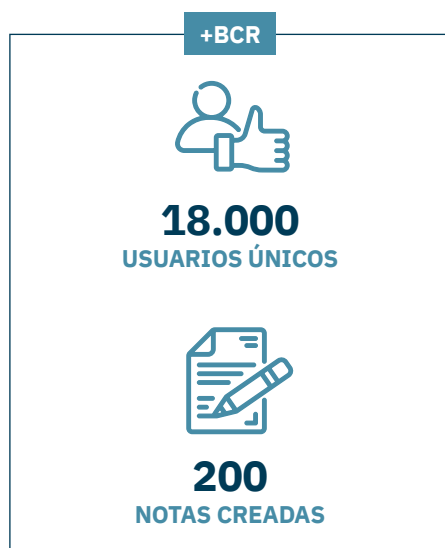 +BCR
18.000
USUARIOS ÚNICOS
200
NOTAS CREADAS